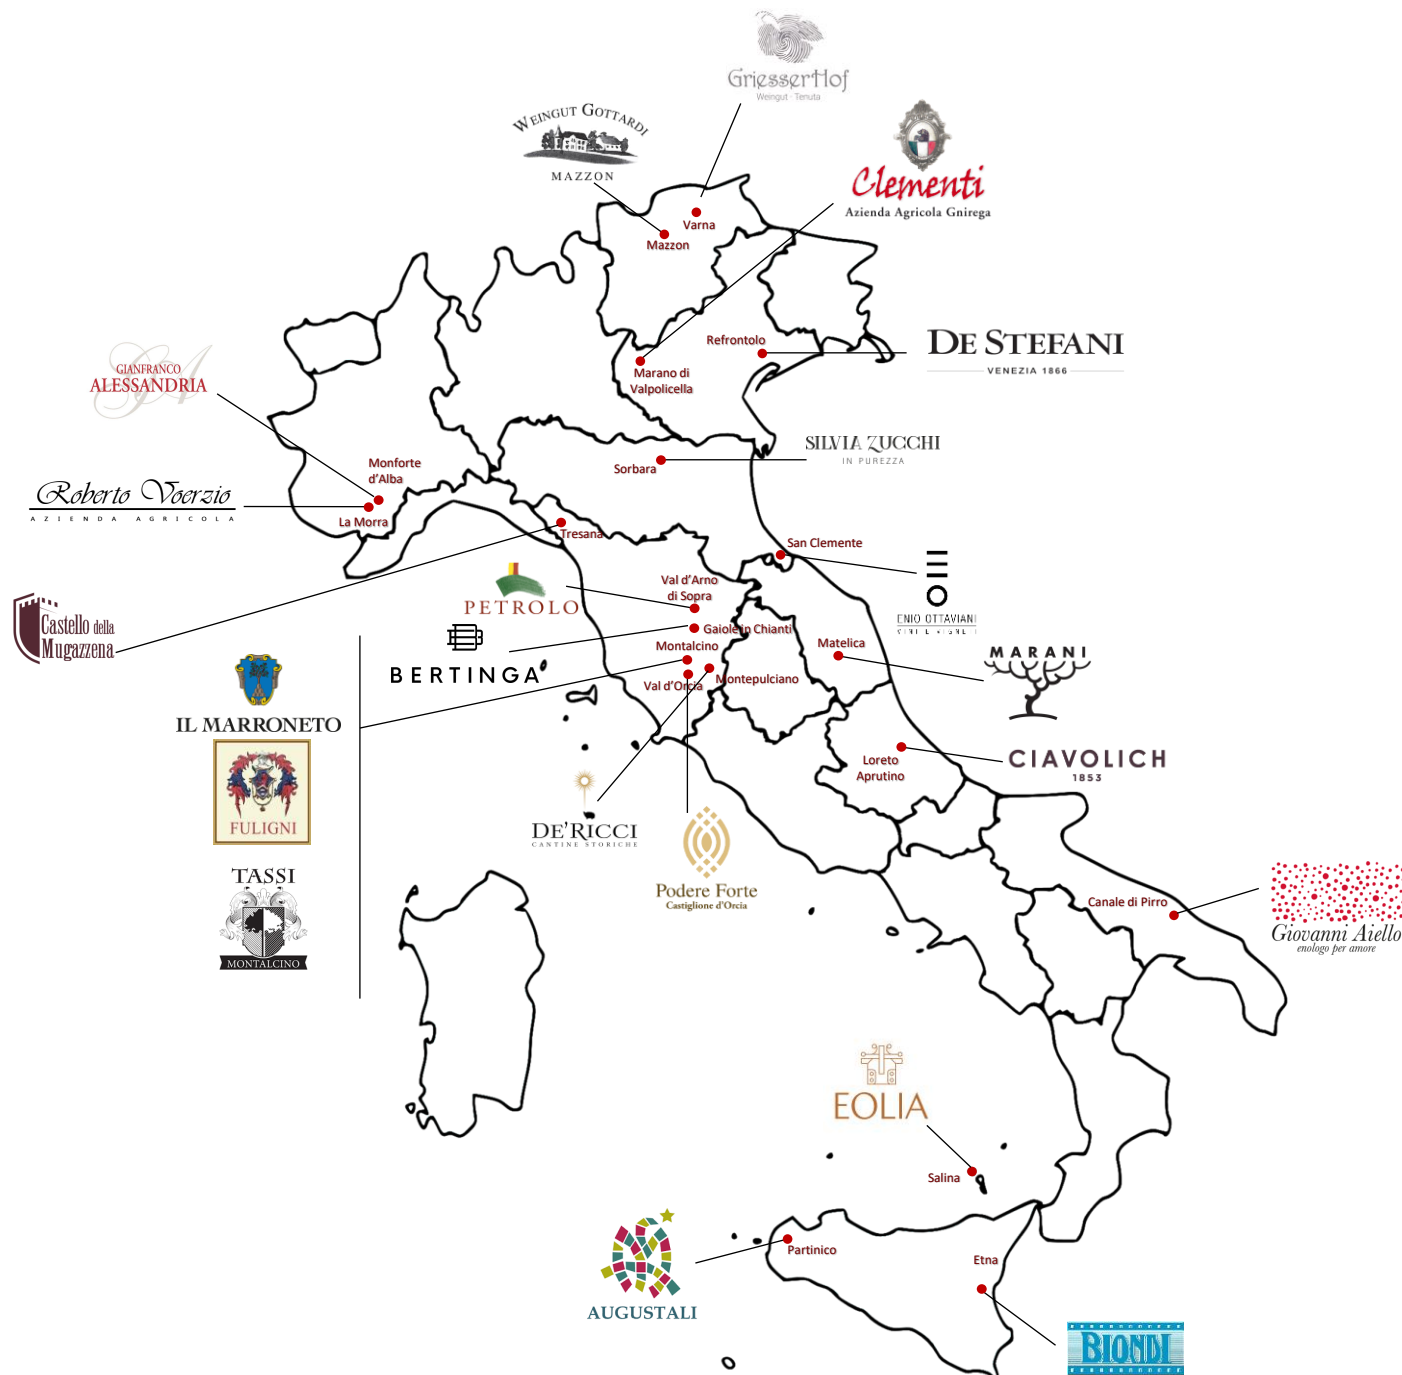 GriesserHof
Weingut · Tenuta
WEINGUT GOTTARDI
MAZZON
Clementi
Azienda Agricola Gnirega
Varna
Mazzon
DE STEFANI
VENEZIA 1866
Refrontolo
Marano di
Valpolicella
GIANFRANCO
ALESSANDRIA
SILVIA ZUCCHI
IN PUREZZA
Sorbara
Monforte
d'Alba
Roberto Voerzio
AZIENDA AGRICOLA
La Morra
Tresana
San Clemente
ENIO OTTAVIANI
VINI E VIGNETI
PETROLO
Val d'Arno
di Sopra
Castello della
Mugazzena
BERTINGA
Gaiole in Chianti
Montalcino
Matelica
MARANI
Val d'Orcia
Montepulciano
IL MARRONETO
FULIGNI
TASSI
MONTALCINO
Loreto
Aprutino
CIAVOLICH
1853
DE'RICCI
CANTINE STORICHE
Podere Forte
Castiglione d'Orcia
Canale di Pirro
Giovanni Aiello
enologo per amore
EOLIA
Salina
Partinico
Etna
AUGUSTALI
BIONDI